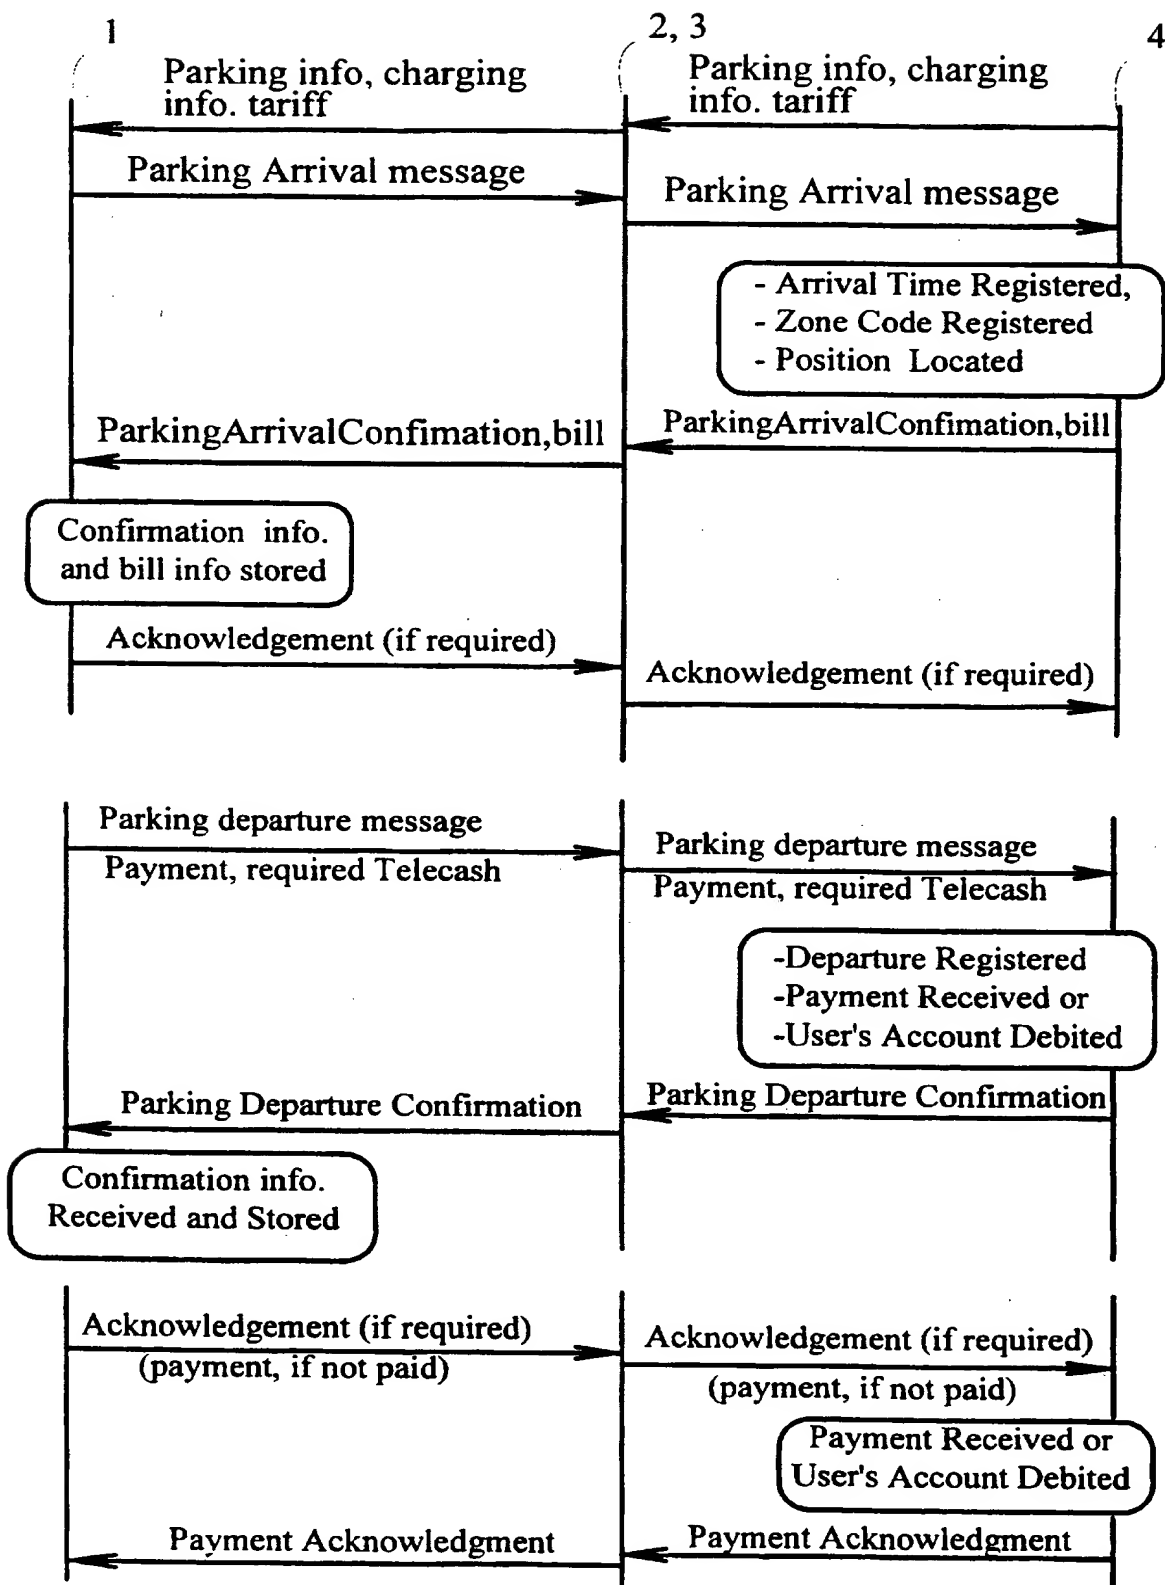 1
2, 3
4
Parking info, charging
info. tariff
Parking info, charging
info. tariff
Parking Arrival message
Parking Arrival message
- Arrival Time Registered,
- Zone Code Registered
- Position Located
ParkingArrivalConfimation,bill
ParkingArrivalConfimation,bill
Confirmation info.
and bill info stored
Acknowledgement (if required)
Acknowledgement (if required)
Parking departure message
Payment, required Telecash
Parking departure message
Payment, required Telecash
-Departure Registered
-Payment Received or
-User's Account Debited
Parking Departure Confirmation
Parking Departure Confirmation
Confirmation info.
Received and Stored
Acknowledgement (if required)
(payment, if not paid)
Acknowledgement (if required)
(payment, if not paid)
Payment Received or
User's Account Debited
Payment Acknowledgment
Payment Acknowledgment